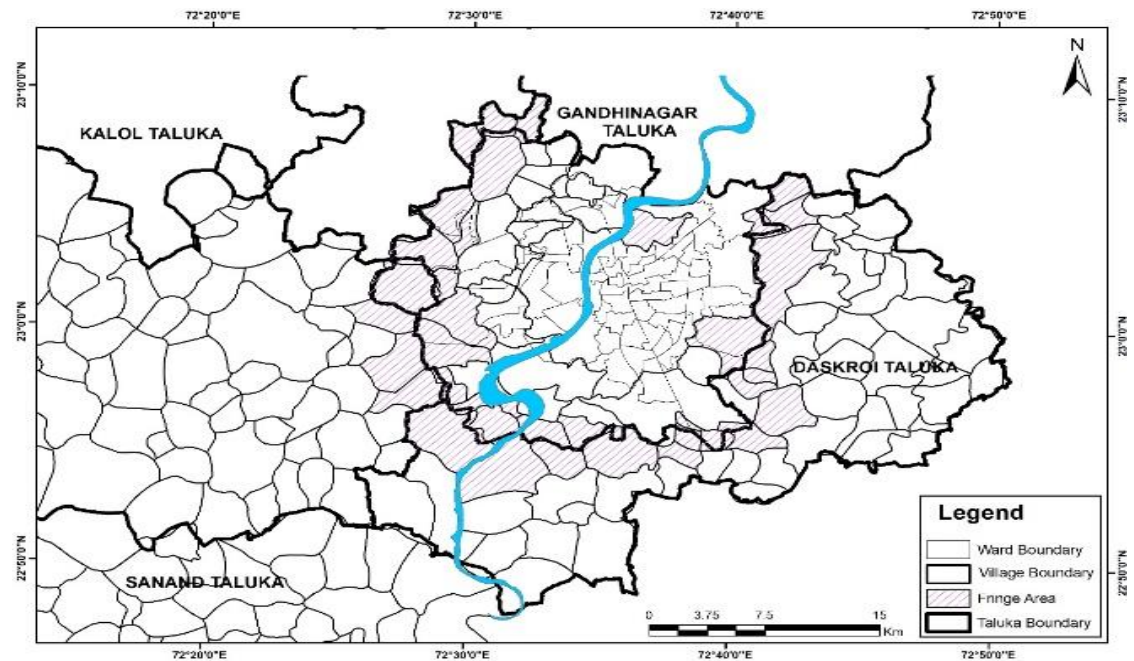 72°20'0"E 72°30'0"E 72°40'0"E 72°50'0"E
N
23°10'0"N
23°10'0"N
GANDHINAGAR
TALUKA
KALOL TALUKA
23°0'0"N
23°0'0"N
DASKROI TALUKA
22°50'0"N
22°50'0"N
SANAND TALUKA
Legend
Ward Boundary
Village Boundary
Fringe Area
Taluka Boundary
0 3.75 7.5 15
Km
72°20'0"E 72°30'0"E 72°40'0"E 72°50'0"E